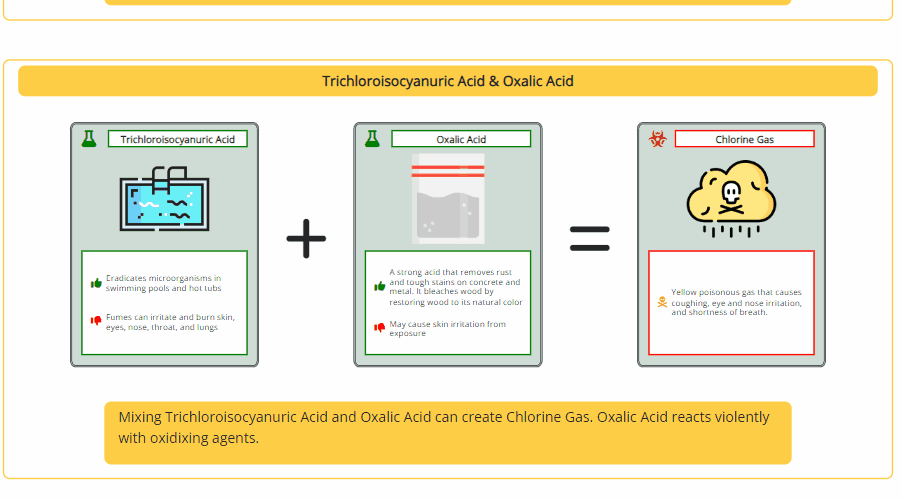 Trichloroisocyanuric Acid & Oxalic Acid
Trichloroisocyanuric Acid
Eradicates microorganisms in
swimming pools and hot tubs
Fumes can irritate and burn skin,
eyes, nose, throat, and lungs
Oxalic Acid
A strong acid that removes rust
and tough stains on concrete and
metal. It bleaches wood by
restoring wood to its natural color
May cause skin irritation from
exposure
Chlorine Gas
Yellow poisonous gas that causes
coughing, eye and nose irritation,
and shortness of breath.
Mixing Trichloroisocyanuric Acid and Oxalic Acid can create Chlorine Gas. Oxalic Acid reacts violently
with oxidixing agents.